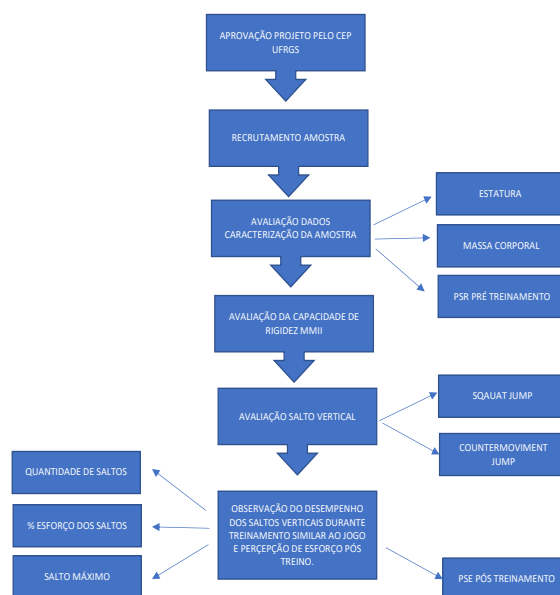 APROVAÇÃO PROJETO PELO CEP
UFRGS
RECRUTAMENTO AMOSTRA
AVALIAÇÃO DADOS
CARACTERIZAÇÃO DA AMOSTRA
ESTATURA
MASSA CORPORAL
PSR PRÉ TREINAMENTO
AVALIAÇÃO DA CAPACIDADE DE
RIGIDEZ MMII
AVALIAÇÃO SALTO VERTICAL
SQAUAT JUMP
COUNTERMOVIMENT
JUMP
QUANTIDADE DE SALTOS
% ESFORÇO DOS SALTOS
SALTO MÁXIMO
OBSERVAÇÃO DO DESEMPENHO
DOS SALTOS VERTICAIS DURANTE
TREINAMENTO SIMILAR AO JOGO
E PERCEPÇÃO DE ESFORÇO PÓS
TREINO.
PSE PÓS TREINAMENTO